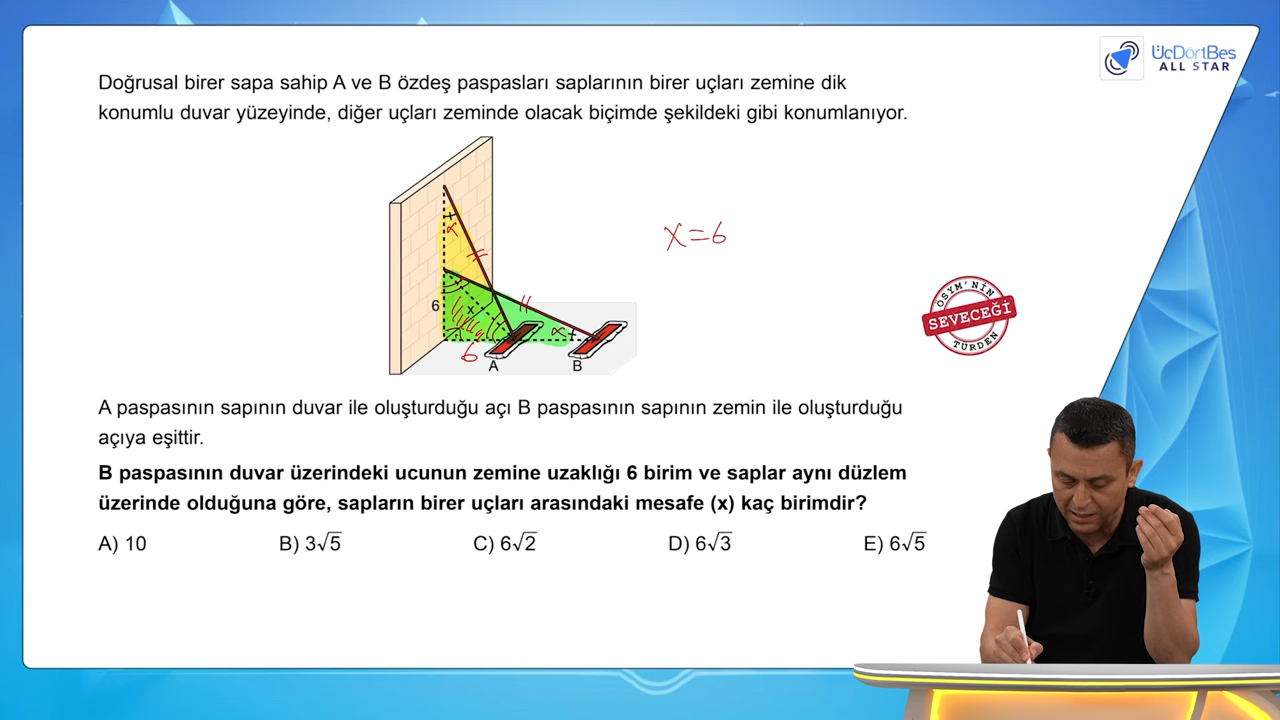 ÜcDörtBes
ALL STAR
Doğrusal birer sapa sahip A ve B özdeş paspasları saplarının birer uçları zemine dik
konumlu duvar yüzeyinde, diğer uçları zeminde olacak biçimde şekildeki gibi konumlanıyor.
α
X=6
6
x
α
6
A
B
ÖSYM'NİN
SEVECEĞİ
TÜRDEN
A paspasının sapının duvar ile oluşturduğu açı B paspasının sapının zemin ile oluşturduğu
açıya eşittir.
B paspasının duvar üzerindeki ucunun zemine uzaklığı 6 birim ve saplar aynı düzlem
üzerinde olduğuna göre, sapların birer uçları arasındaki mesafe (x) kaç birimdir?
A) 10 B) 3√5 C) 6√2 D) 6√3 E) 6√5